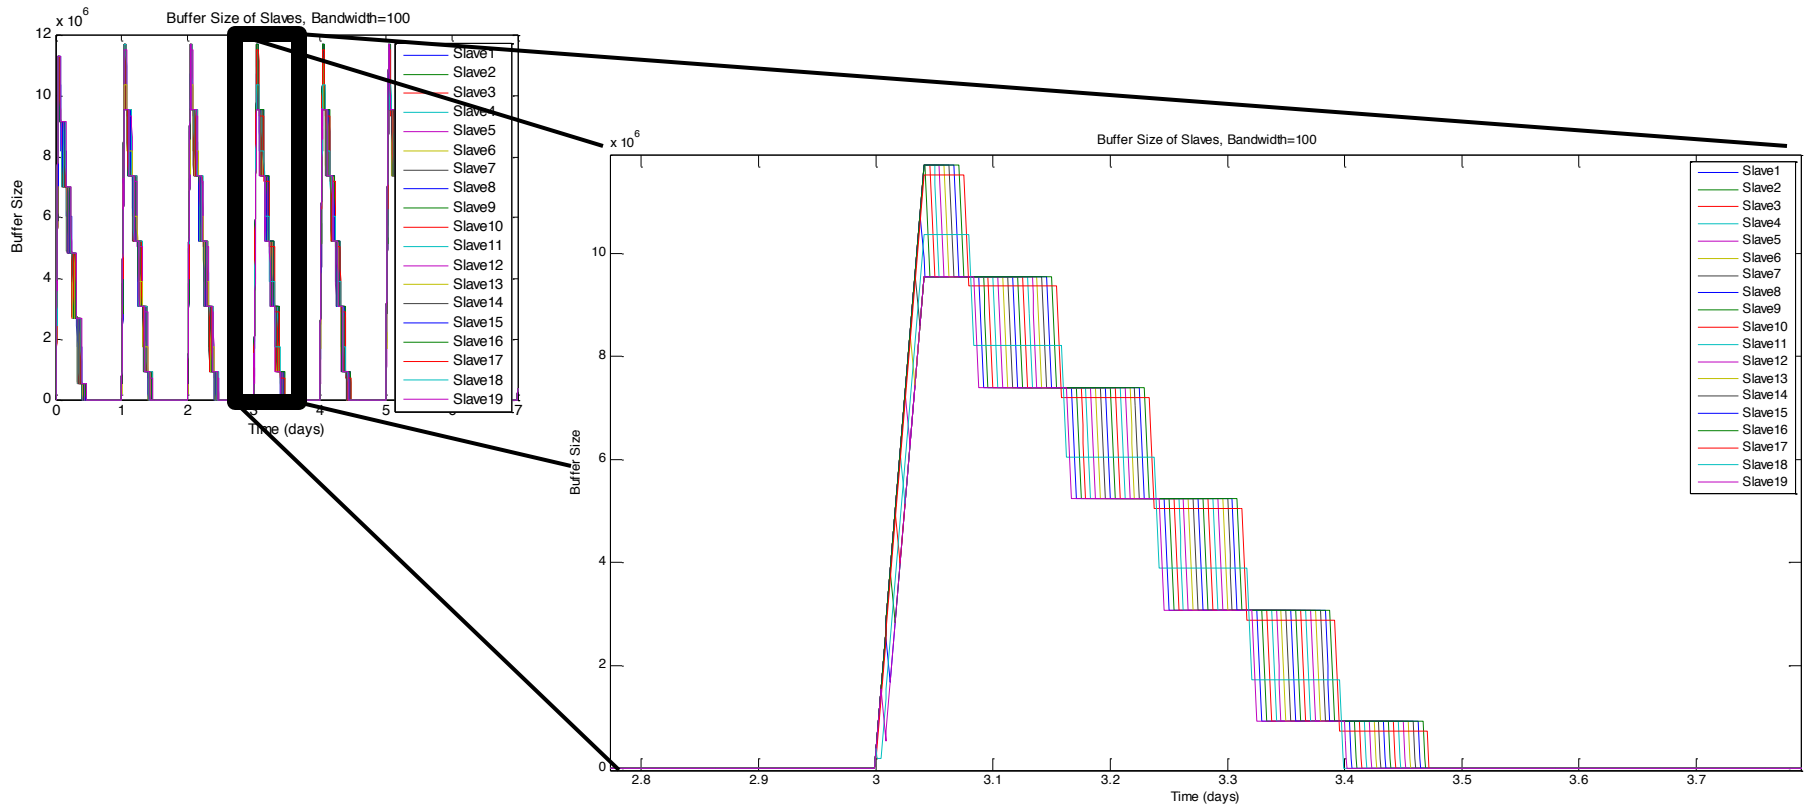 x 10 6
Buffer Size of Slaves, Bandwidth=100
12
10
8
6
4
2
0
Buffer Size
0 1 2 3 4 5 6 7
Time (days)
Slave1
Slave2
Slave3
Slave4
Slave5
Slave6
Slave7
Slave8
Slave9
Slave10
Slave11
Slave12
Slave13
Slave14
Slave15
Slave16
Slave17
Slave18
Slave19
x 10 6
Buffer Size of Slaves, Bandwidth=100
10
8
6
4
2
0
Buffer Size
2.8 2.9 3 3.1 3.2 3.3 3.4 3.5 3.6 3.7
Time (days)
Slave1
Slave2
Slave3
Slave4
Slave5
Slave6
Slave7
Slave8
Slave9
Slave10
Slave11
Slave12
Slave13
Slave14
Slave15
Slave16
Slave17
Slave18
Slave19